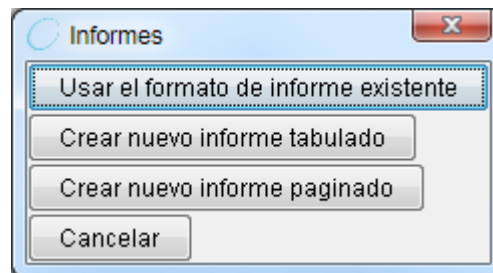 Informes
Usar el formato de informe existente
Crear nuevo informe tabulado
Crear nuevo informe paginado
Cancelar